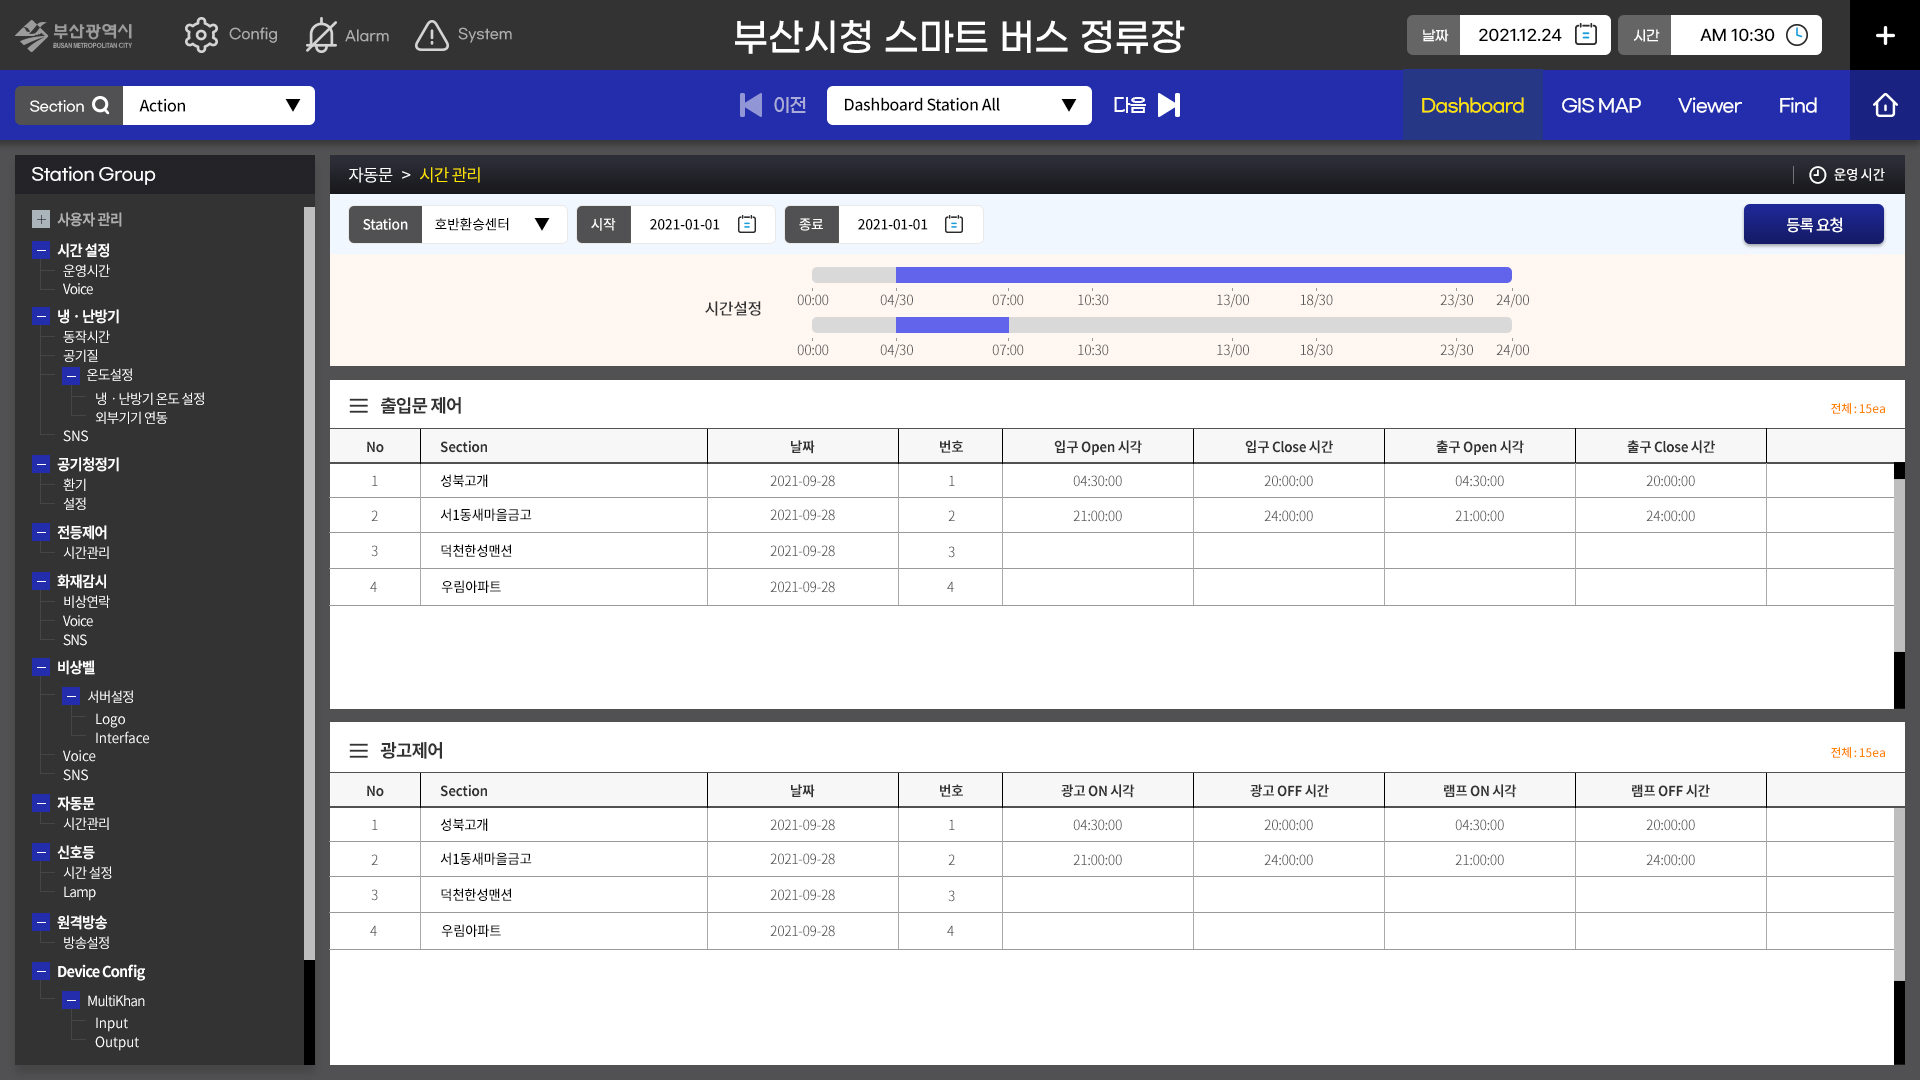 부산광역시
BUSAN METROPOLITAN CITY
Config
Alarm
System
부산시청 스마트 버스 정류장
날짜 2021.12.24
시간 AM 10:30
Section Action
이전 Dashboard Station All 다음
Dashboard GIS MAP Viewer Find
Station Group
사용자 관리
시간 설정
운영시간
Voice
냉 · 난방기
동작시간
공기질
온도설정
냉 · 난방기 온도 설정
외부기기 연동
SNS
공기청정기
환기
설정
전등제어
시간관리
화재감시
비상연락
Voice
SNS
비상벨
서버설정
Logo
Interface
Voice
SNS
자동문
시간관리
신호등
시간 설정
Lamp
원격방송
방송설정
Device Config
MultiKhan
Input
Output
자동문 > 시간 관리
운영 시간
Station 호반환승센터 시작 2021-01-01 종료 2021-01-01 등록 요청
시간설정
00:00 04/30 07:00 10:30 13/00 18/30 23/30 24/00
00:00 04/30 07:00 10:30 13/00 18/30 23/30 24/00
출입문 제어
전체 : 15ea
No Section 날짜 번호 입구 Open 시각 입구 Close 시간 출구 Open 시각 출구 Close 시간
1 성북고개 2021-09-28 1 04:30:00 20:00:00 04:30:00 20:00:00
2 서1동새마을금고 2021-09-28 2 21:00:00 24:00:00 21:00:00 24:00:00
3 덕천한성맨션 2021-09-28 3
4 우림아파트 2021-09-28 4
광고제어
전체 : 15ea
No Section 날짜 번호 광고 ON 시각 광고 OFF 시간 램프 ON 시각 램프 OFF 시간
1 성북고개 2021-09-28 1 04:30:00 20:00:00 04:30:00 20:00:00
2 서1동새마을금고 2021-09-28 2 21:00:00 24:00:00 21:00:00 24:00:00
3 덕천한성맨션 2021-09-28 3
4 우림아파트 2021-09-28 4